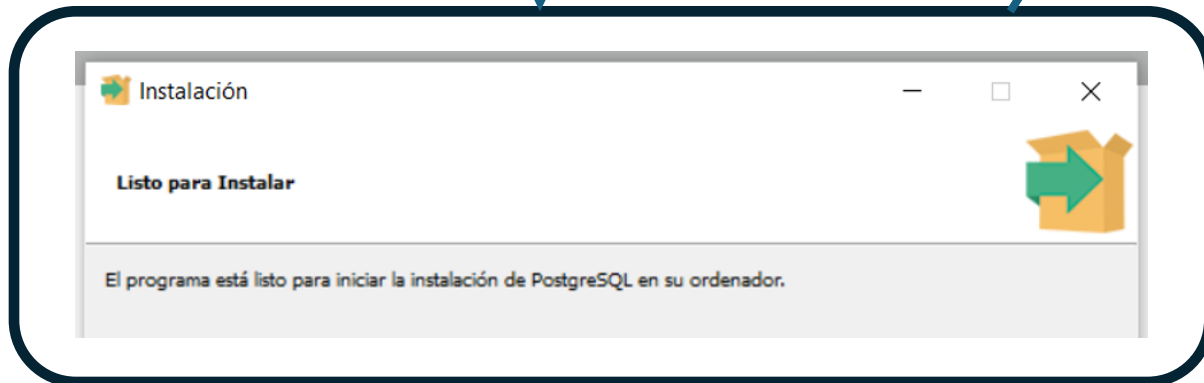 Instalación
Listo para Instalar
El programa está listo para iniciar la instalación de PostgreSQL en su ordenador.